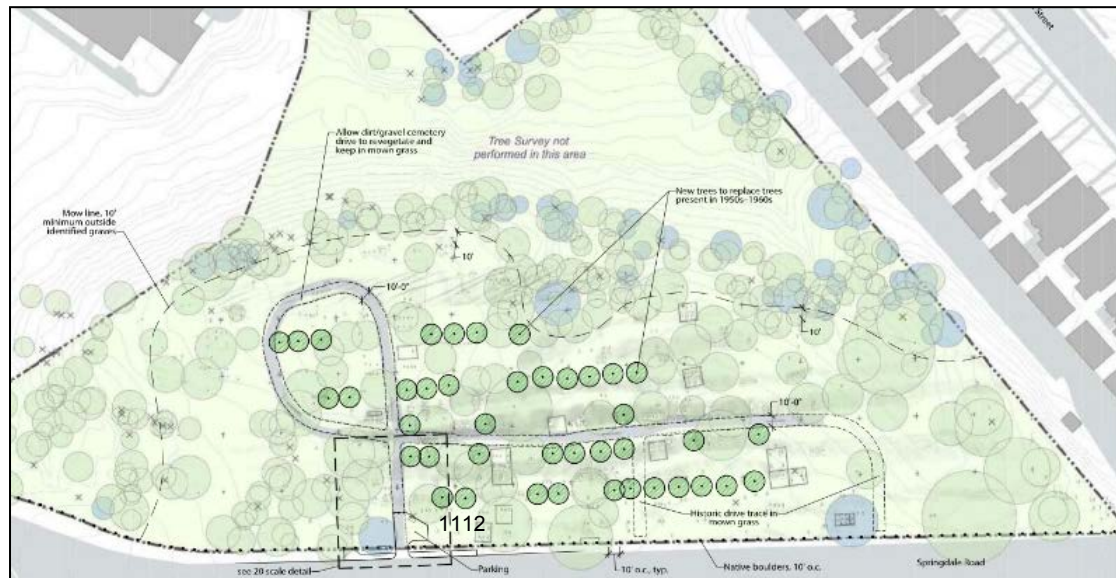 Street
Allow dirt/gravel cemetery
drive to revegetate and
keep in mown grass
Tree Survey not
performed in this area
New trees to replace trees
present in 1950s-1960s
Mow line, 10'
minimum outside
identified graves
10'
10'-0"
10'
10'-0"
Historic drive trace in
mown grass
1112
see 20 scale detail
Parking
10' o.c., typ.
Native boulders, 10' o.c.
Springdale Road